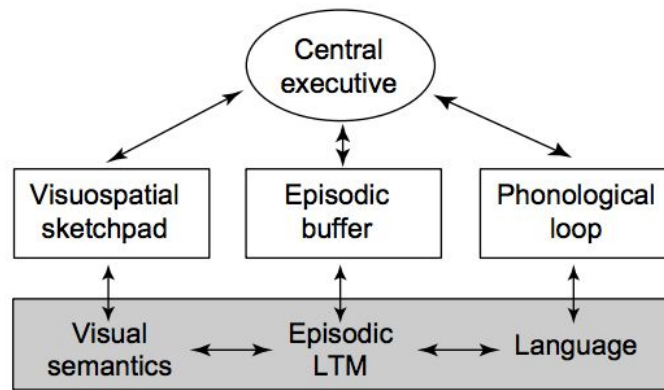 Central
executive
Visuospatial
sketchpad
Episodic
buffer
Phonological
loop
Visual
semantics
Episodic
LTM
Language